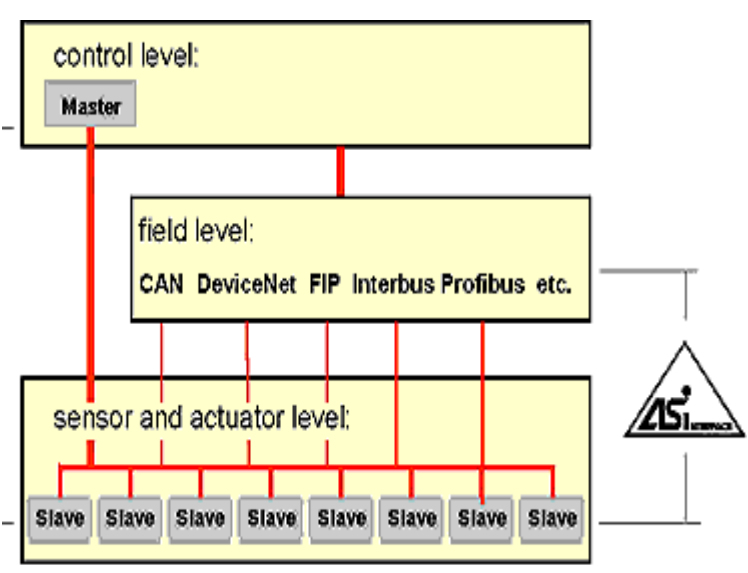 control level:
Master
field level:
CAN DeviceNet FIP Interbus Profibus etc.
sensor and actuator level:
ASi INTERFACE
Slave Slave Slave Slave Slave Slave Slave Slave